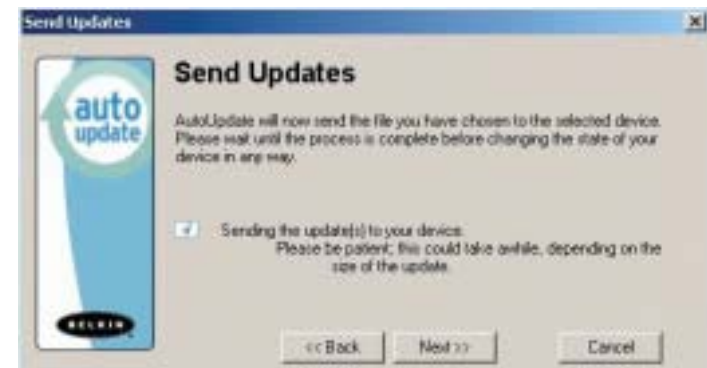 Send Updates
auto
update
Send Updates
AutoUpdate will now send the file you have chosen to the selected device.
Please wait until the process is complete before changing the state of your
device in any way.
Sending the update(s) to your device.
Please be patient; this could take awhile, depending on the
size of the update.
BELKIN
<< Back
Next >>
Cancel